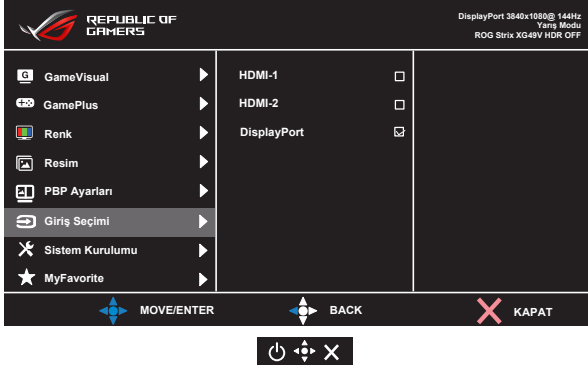 REPUBLIC OF
GAMERS
DisplayPort 3840x1080@ 144Hz
Yarış Modu
ROG Strix XG49V HDR OFF
G GameVisual
GamePlus
Renk
Resim
PBP Ayarları
Giriş Seçimi
Sistem Kurulumu
MyFavorite
HDMI-1
HDMI-2
DisplayPort
MOVE/ENTER
BACK
KAPAT